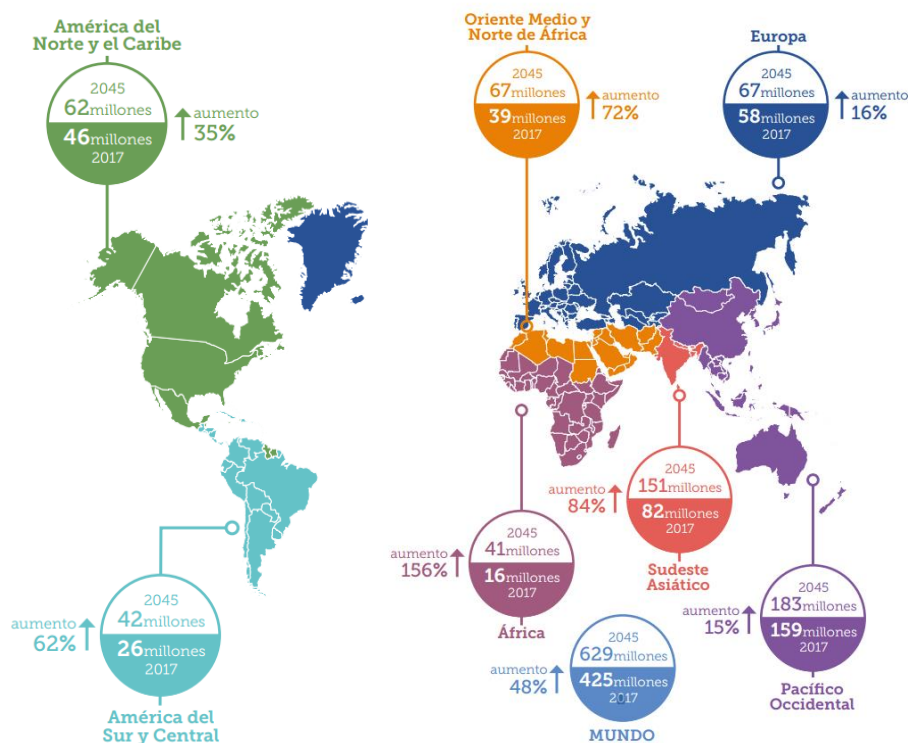 América del
Norte y el Caribe
2045
62millones
46millones
2017
aumento
35%
Oriente Medio y
Norte de África
2045
67millones
39millones
2017
aumento
72%
Europa
2045
67millones
58millones
2017
aumento
16%
2045
42millones
26millones
2017
aumento
62%
América del
Sur y Central
2045
41millones
16millones
2017
aumento
156%
África
2045
151millones
82millones
2017
aumento
84%
Sudeste
Asiático
2045
183millones
159millones
2017
aumento
15%
Pacífico
Occidental
2045
629millones
425millones
2017
aumento
48%
MUNDO